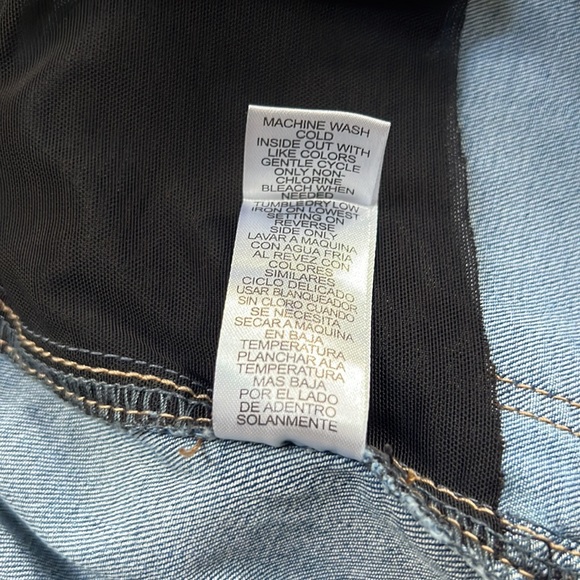 MACHINE WASH
COLD
INSIDE OUT WITH
LIKE COLORS
GENTLE CYCLE
ONLY NON-
CHLORINE
BLEACH WHEN
NEEDED
TUMBLE DRY LOW
IRON ON LOWEST
SETTING ON
REVERSE
SIDE ONLY
LAVAR A MAQUINA
CON AGUA FRIA
AL REVEZ CON
COLORES
SIMILARES
CICLO DELICADO
USAR BLANQUEADOR
SIN CLORO CUANDO
SE NECESITA
SECAR A MAQUINA
EN BAJA
TEMPERATURA
PLANCHAR ALA
TEMPERATURA
MAS BAJA
POR EL LADO
DE ADENTRO
SOLANMENTE